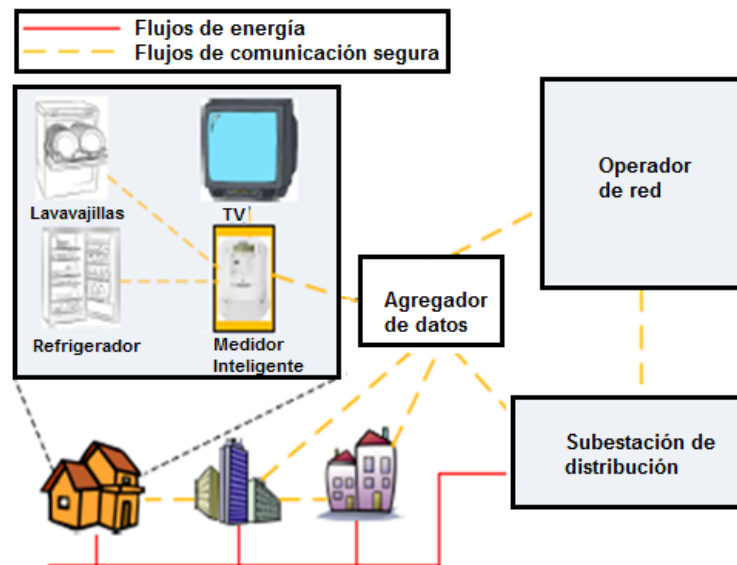 Flujos de energía
Flujos de comunicación segura
Lavavajillas
TV
Refrigerador
Medidor
Inteligente
Agregador
de datos
Operador
de red
Subestación de
distribución